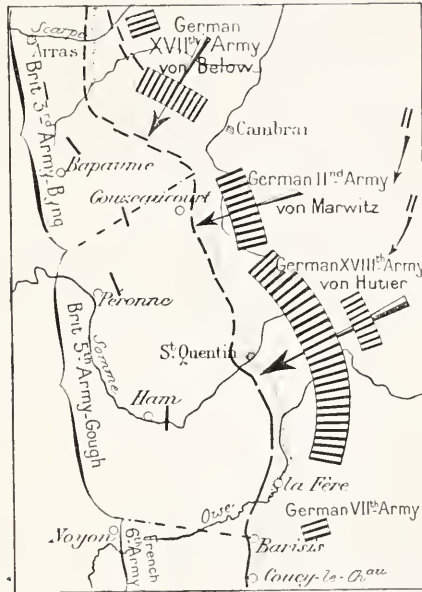 Scarpe
Arras
German
XVIIth Army
von Below
Brit 3rd Army-Byng
Cambrai
Bapaume
Gouzeaucourt
German IInd Army
von Marwitz
German XVIIIth Army
von Hutier
Péronne
Somme
St. Quentin
Brit 5th Army-Gough
Ham
la Fère
Oise
German VIIth Army
Noyon
French
6th Army
Barisis
Coucy-le-Chau